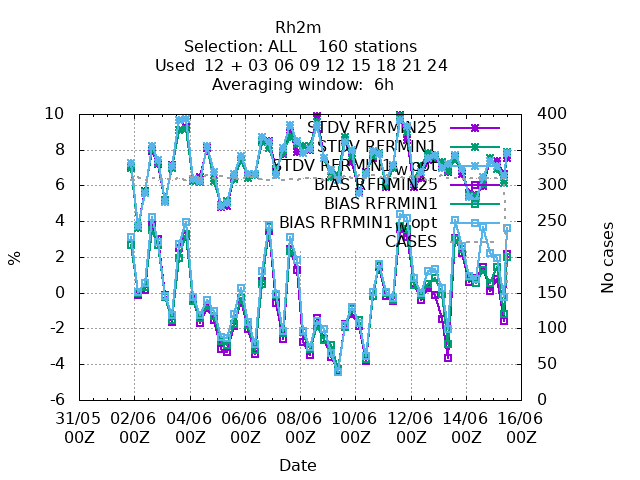 Rh2m
Selection: ALL    160 stations
Used  12 + 03 06 09 12 15 18 21 24
Averaging window:  6h
10
8
6
4
2
0
-2
-4
-6
%
400
350
300
250
200
150
100
50
0
No cases
STDV RFRMIN25
STDV RFRMIN1
STDV RFRMIN1_w_opt
BIAS RFRMIN25
BIAS RFRMIN1
BIAS RFRMIN1_w_opt
CASES
31/05 02/06 04/06 06/06 08/06 10/06 12/06 14/06 16/06
00Z 00Z 00Z 00Z 00Z 00Z 00Z 00Z 00Z
Date